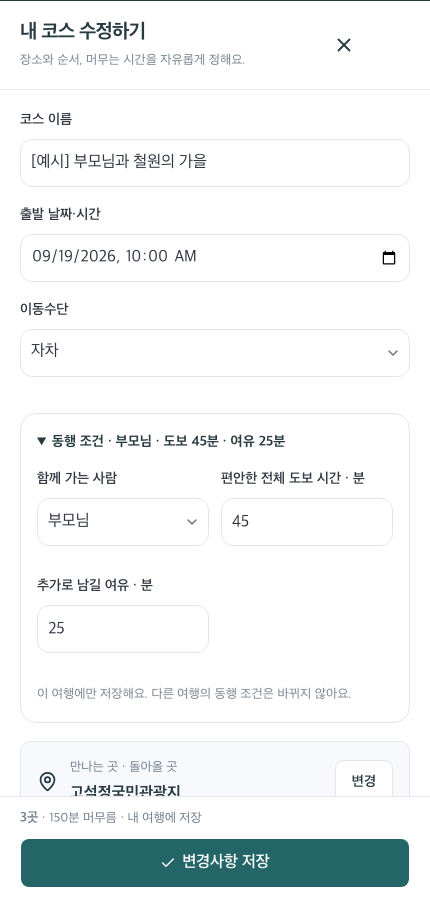 내 코스 수정하기
장소와 순서, 머무는 시간을 자유롭게 정해요.
코스 이름
[예시] 부모님과 철원의 가을
출발 날짜·시간
09/19/2026, 10:00 AM
이동수단
자차
▼ 동행 조건 · 부모님 · 도보 45분 · 여유 25분
함께 가는 사람
편안한 전체 도보 시간 · 분
부모님
45
추가로 남길 여유 · 분
25
이 여행에만 저장해요. 다른 여행의 동행 조건은 바뀌지 않아요.
만나는 곳 · 돌아올 곳
고석정국민관광지
변경
3곳 · 150분 머무름 · 내 여행에 저장
변경사항 저장